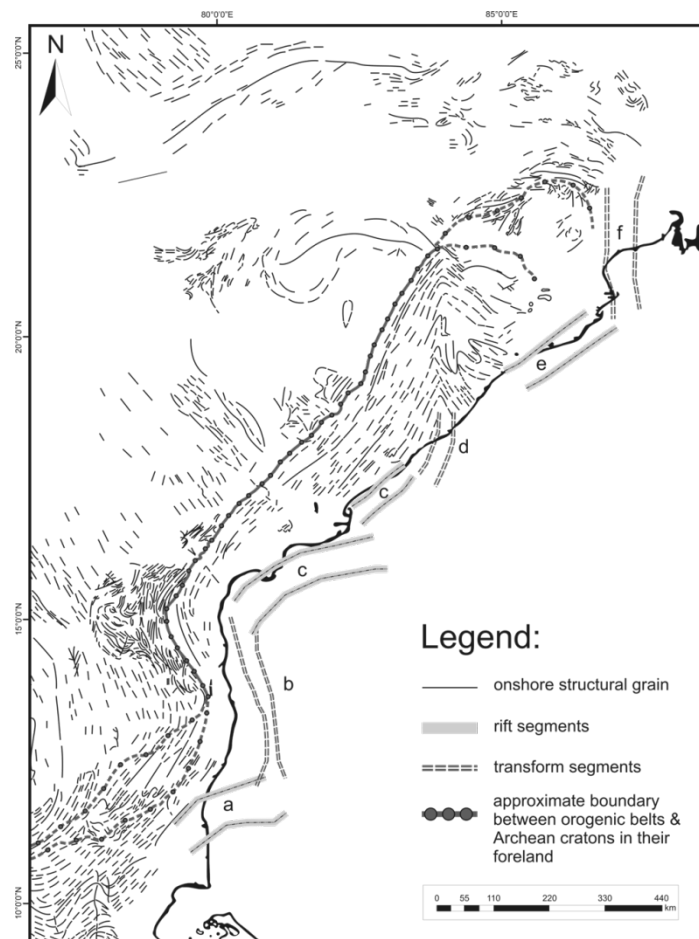 80°0'0"E
85°0'0"E
25°0'0"N
N
f
20°0'0"N
e
d
c
c
15°0'0"N
b
a
10°0'0"N
Legend:
onshore structural grain
rift segments
transform segments
approximate boundary
between orogenic belts &
Archean cratons in their
foreland
0 55 110 220 330 440
km